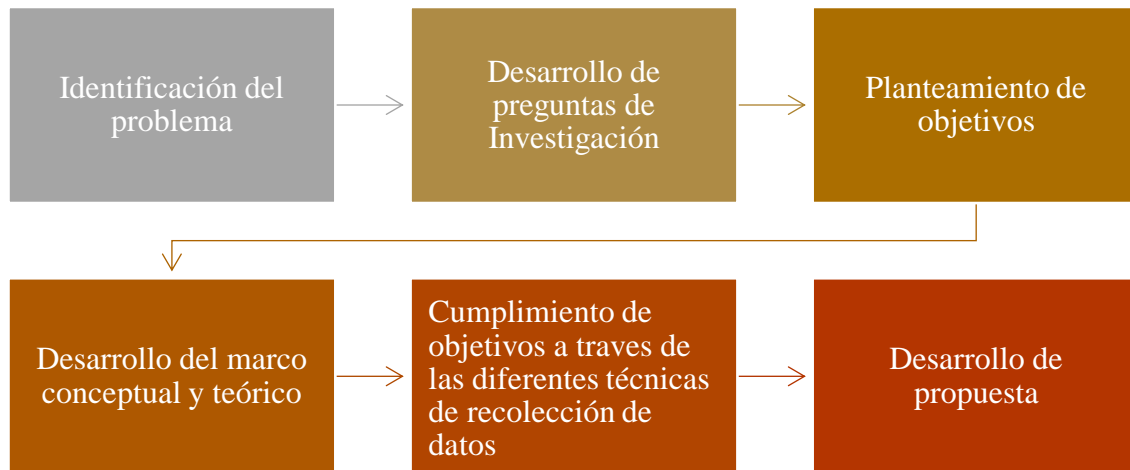 Identificación del
problema
Desarrollo de
preguntas de
Investigación
Planteamiento de
objetivos
Desarrollo del marco
conceptual y teórico
Cumplimiento de
objetivos a traves de
las diferentes técnicas
de recolección de
datos
Desarrollo de
propuesta